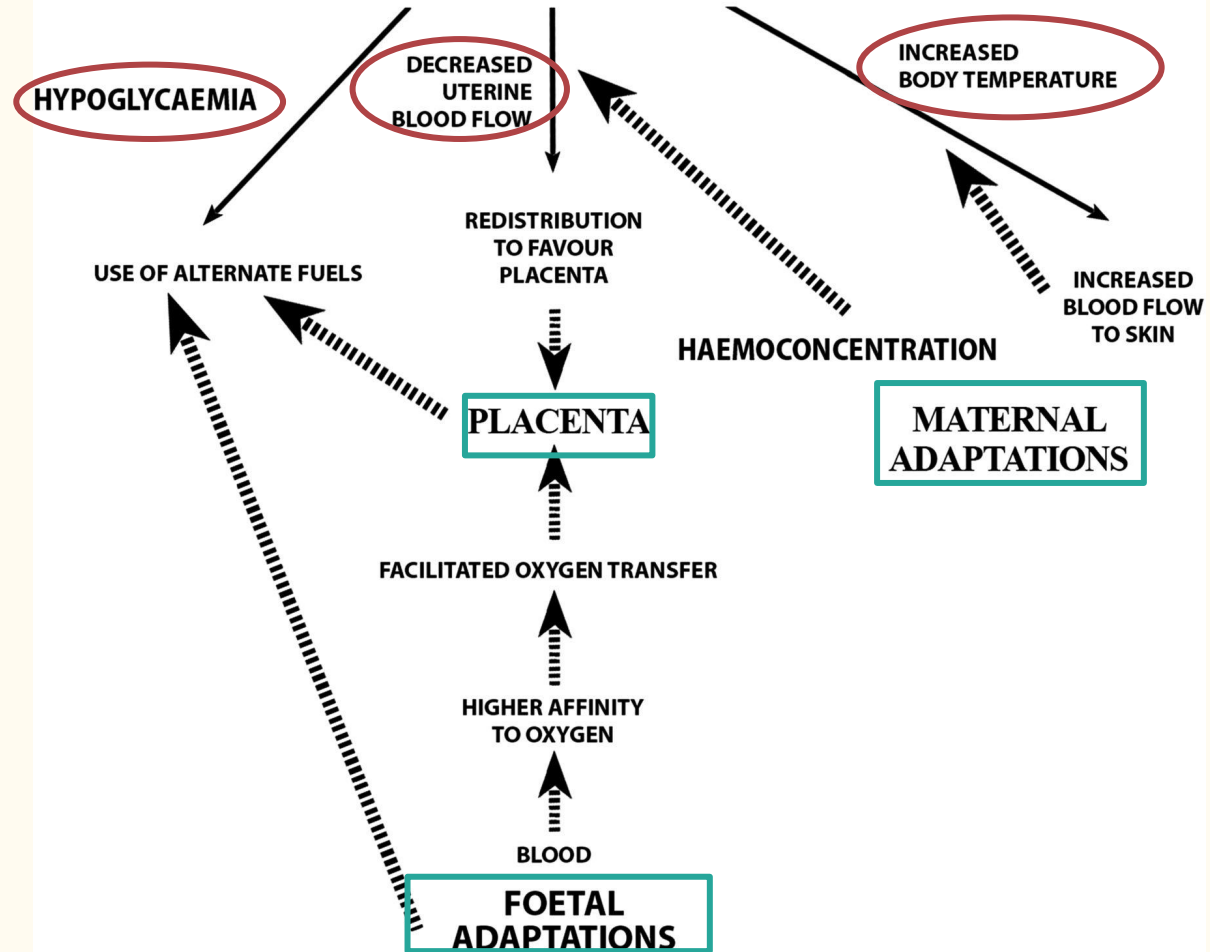 HYPOGLYCAEMIA
DECREASED
UTERINE
BLOOD FLOW
INCREASED
BODY TEMPERATURE
USE OF ALTERNATE FUELS
REDISTRIBUTION
TO FAVOUR
PLACENTA
INCREASED
BLOOD FLOW
TO SKIN
HAEMOCONCENTRATION
PLACENTA
MATERNAL
ADAPTATIONS
FACILITATED OXYGEN TRANSFER
HIGHER AFFINITY
TO OXYGEN
BLOOD
FOETAL
ADAPTATIONS